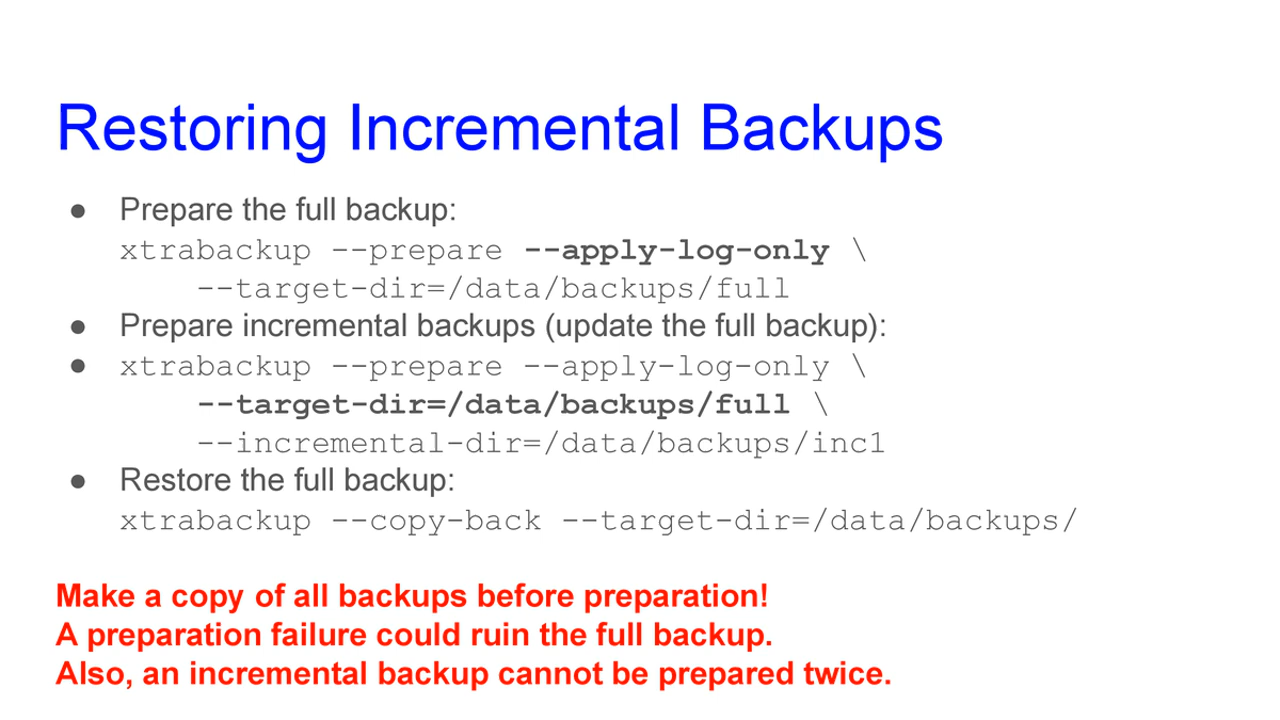 Restoring Incremental Backups
● Prepare the full backup:
xtrabackup --prepare --apply-log-only \
--target-dir=/data/backups/full
● Prepare incremental backups (update the full backup):
● xtrabackup --prepare --apply-log-only \
--target-dir=/data/backups/full \
--incremental-dir=/data/backups/inc1
● Restore the full backup:
xtrabackup --copy-back --target-dir=/data/backups/
Make a copy of all backups before preparation!
A preparation failure could ruin the full backup.
Also, an incremental backup cannot be prepared twice.